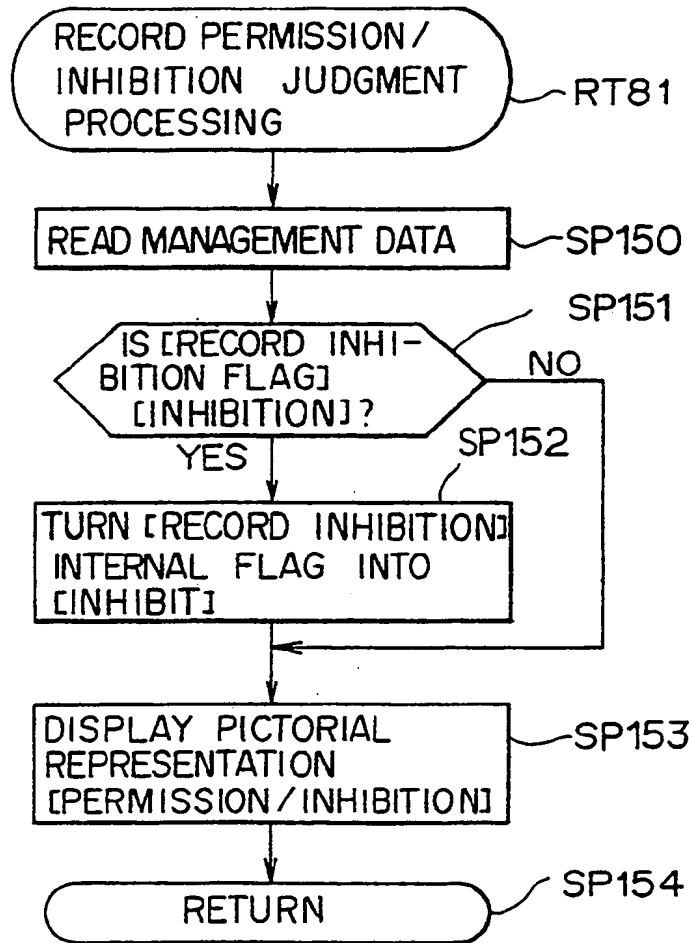 RECORD PERMISSION/
INHIBITION JUDGMENT
PROCESSING
RT81
READ MANAGEMENT DATA
SP150
SP151
IS [RECORD INHI-
BITION FLAG]
[INHIBITION]?
NO
YES
SP152
TURN [RECORD INHIBITION]
INTERNAL FLAG INTO
[INHIBIT]
DISPLAY PICTORIAL
REPRESENTATION
[PERMISSION/INHIBITION]
SP153
RETURN
SP154